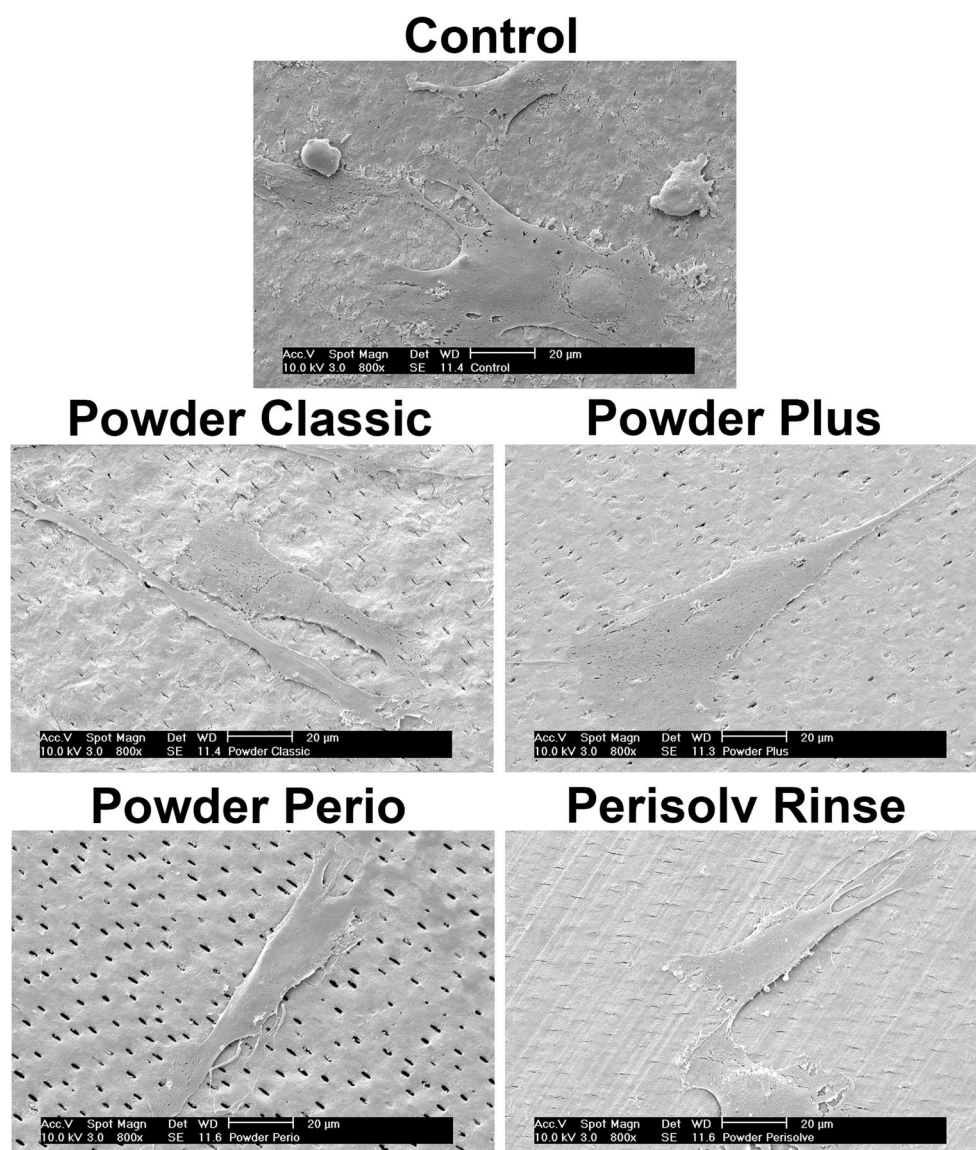 Control
Acc.V Spot Magn Det WD 20 µm
10.0 kV 3.0 800x SE 11.4 Control
Powder Classic
Acc.V Spot Magn Det WD 20 µm
10.0 kV 3.0 800x SE 11.4 Powder Classic
Powder Plus
Acc.V Spot Magn Det WD 20 µm
10.0 kV 3.0 800x SE 11.3 Powder Plus
Powder Perio
Acc.V Spot Magn Det WD 20 µm
10.0 kV 3.0 800x SE 11.6 Powder Perio
Perisolv Rinse
Acc.V Spot Magn Det WD 20 µm
10.0 kV 3.0 800x SE 11.6 Powder Perisolve